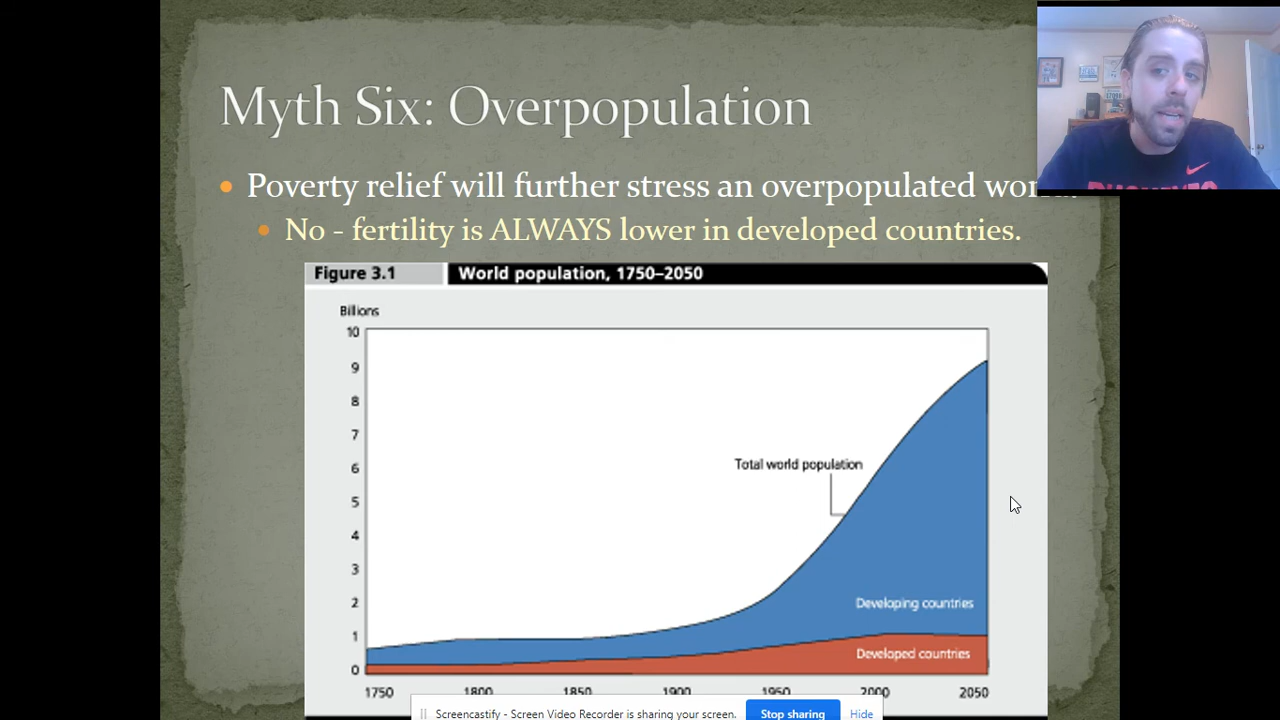 Myth Six: Overpopulation
Poverty relief will further stress an overpopulated
No - fertility is ALWAYS lower in developed countries.
Figure 3.1
World population, 1750–2050
Billions
10
9
8
7
6
5
4
3
2
1
0
Total world population
Developing countries
Developed countries
1750 1800 1850 1900 1950 2000 2050
Screencastify - Screen Video Recorder is sharing your screen. Stop sharing Hide